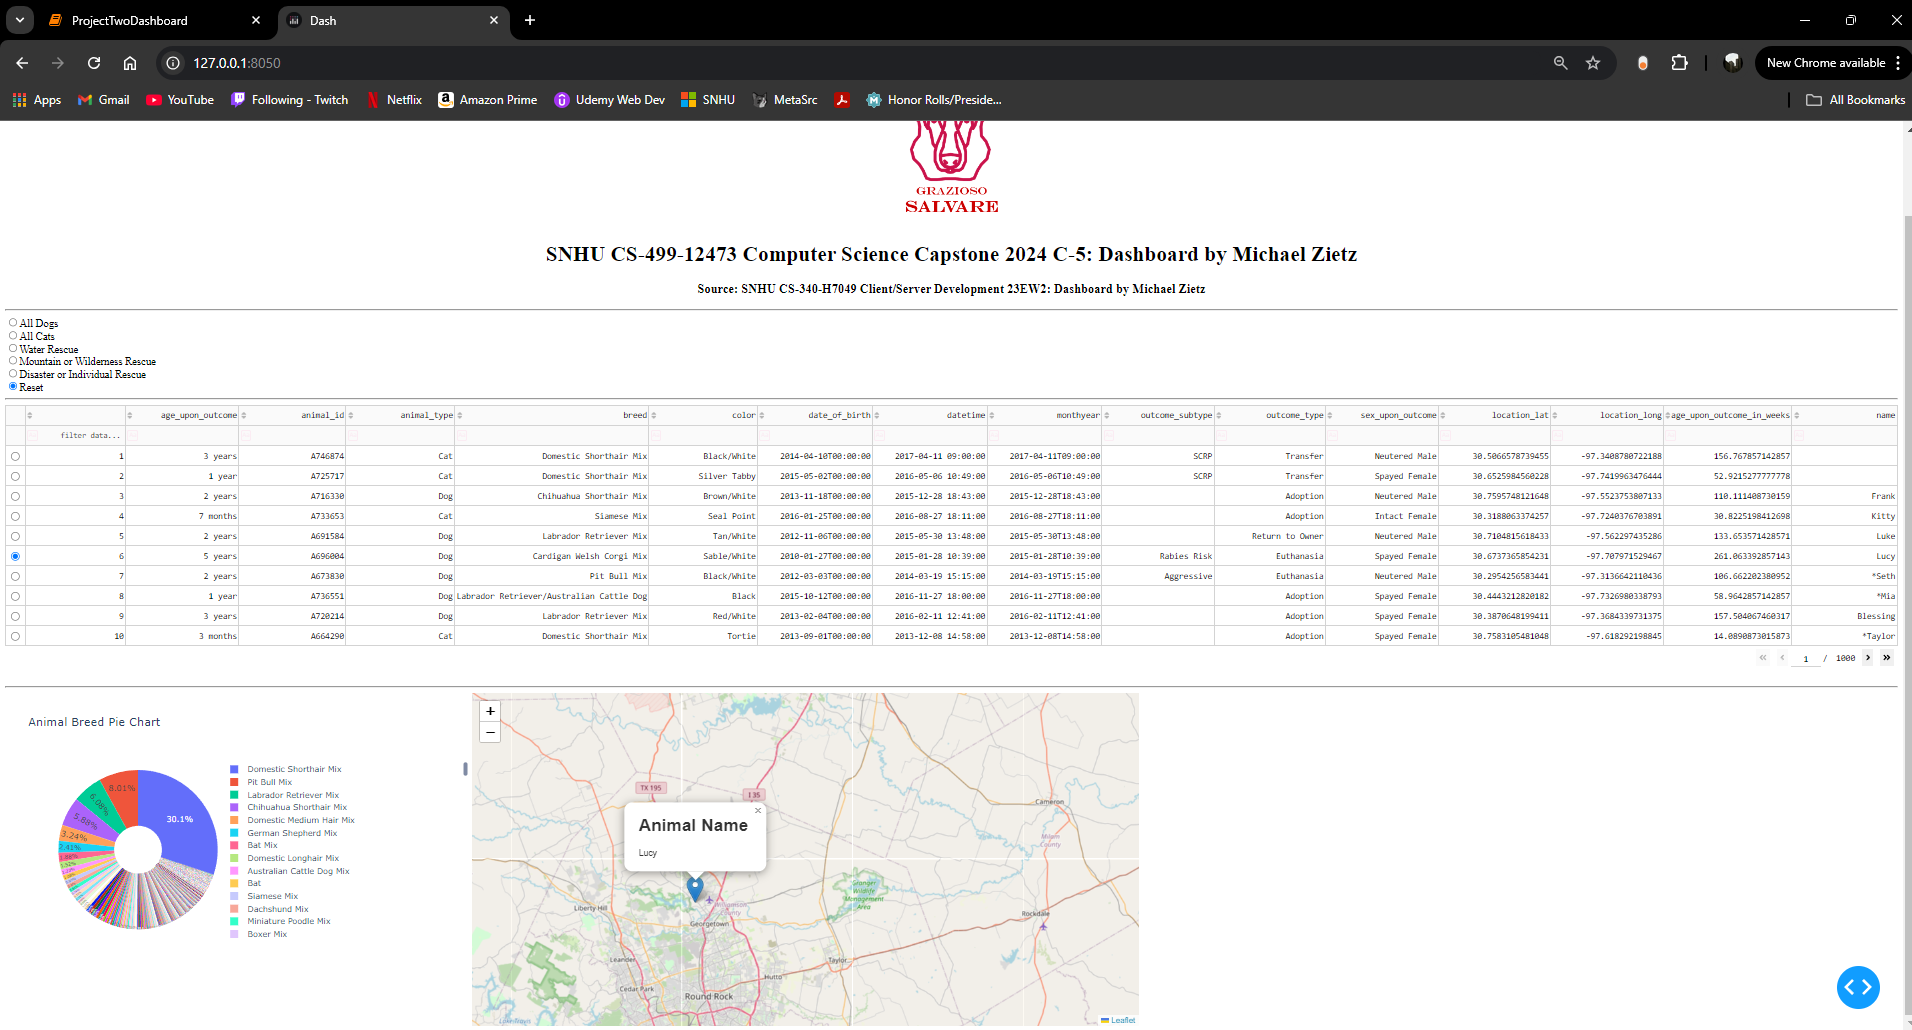 ProjectTwoDashboard
Dash
127.0.0.1:8050
New Chrome available
Apps Gmail YouTube Following - Twitch Netflix Amazon Prime Udemy Web Dev SNHU MetaSrc Honor Rolls/Preside... All Bookmarks
GRAZIOSO
SALVARE
SNHU CS-499-12473 Computer Science Capstone 2024 C-5: Dashboard by Michael Zietz
Source: SNHU CS-340-H7049 Client/Server Development 23EW2: Dashboard by Michael Zietz
All Dogs
All Cats
Water Rescue
Mountain or Wilderness Rescue
Disaster or Individual Rescue
Reset
age_upon_outcome animal_id animal_type breed color date_of_birth datetime monthyear outcome_subtype outcome_type sex_upon_outcome location_lat location_long age_upon_outcome_in_weeks name
filter data...
1 3 years A746874 Cat Domestic Shorthair Mix Black/White 2014-04-10T00:00:00 2017-04-11 09:00:00 2017-04-11T09:00:00 SCRP Transfer Neutered Male 30.5066578739455 -97.3408780722188 156.767857142857
2 1 year A725717 Cat Domestic Shorthair Mix Silver Tabby 2015-05-02T00:00:00 2016-05-06 10:49:00 2016-05-06T10:49:00 SCRP Transfer Spayed Female 30.6525984560228 -97.7419963476444 52.9215277777778
3 2 years A716330 Dog Chihuahua Shorthair Mix Brown/White 2013-11-18T00:00:00 2015-12-28 18:43:00 2015-12-28T18:43:00 Adoption Neutered Male 30.7595748121648 -97.5523753807133 110.111408730159 Frank
4 7 months A733653 Cat Siamese Mix Seal Point 2016-01-25T00:00:00 2016-08-27 18:11:00 2016-08-27T18:11:00 Adoption Intact Female 30.3188063374257 -97.7240376703891 30.8225198412698 Kitty
5 2 years A691584 Dog Labrador Retriever Mix Tan/White 2012-11-06T00:00:00 2015-05-30 13:48:00 2015-05-30T13:48:00 Return to Owner Neutered Male 30.7104815618433 -97.562297435286 133.653571428571 Luke
6 5 years A696004 Dog Cardigan Welsh Corgi Mix Sable/White 2010-01-27T00:00:00 2015-01-28 10:39:00 2015-01-28T10:39:00 Rabies Risk Euthanasia Spayed Female 30.6737365854231 -97.707971529467 261.063392857143 Lucy
7 2 years A673830 Dog Pit Bull Mix Black/White 2012-03-03T00:00:00 2014-03-19 15:15:00 2014-03-19T15:15:00 Aggressive Euthanasia Neutered Male 30.2954256583441 -97.3136642110436 106.662202380952 *Seth
8 1 year A736551 Dog Labrador Retriever/Australian Cattle Dog Black 2015-10-12T00:00:00 2016-11-27 18:00:00 2016-11-27T18:00:00 Adoption Spayed Female 30.4443212820182 -97.7326980338793 58.9642857142857 *Mia
9 3 years A720214 Dog Labrador Retriever Mix Red/White 2013-02-04T00:00:00 2016-02-11 12:41:00 2016-02-11T12:41:00 Adoption Spayed Female 30.3870648199411 -97.3684339731375 157.504067460317 Blessing
10 3 months A664290 Cat Domestic Shorthair Mix Tortie 2013-09-01T00:00:00 2013-12-08 14:58:00 2013-12-08T14:58:00 Adoption Spayed Female 30.7583105481048 -97.618292198845 14.0890873015873 *Taylor
1 / 1000
Animal Breed Pie Chart
30.1%
8.01%
6.08%
5.88%
3.24%
2.41%
Domestic Shorthair Mix
Pit Bull Mix
Labrador Retriever Mix
Chihuahua Shorthair Mix
Domestic Medium Hair Mix
German Shepherd Mix
Bat Mix
Domestic Longhair Mix
Australian Cattle Dog Mix
Bat
Siamese Mix
Dachshund Mix
Miniature Poodle Mix
Boxer Mix
+
−
TX 195
I 35
Animal Name
Lucy
Cameron
Milam County
Granger Wildlife Management Area
Liberty Hill
Williamson County
Georgetown
Rockdale
Leander
Taylor
Hutto
Cedar Park
Round Rock
Leaflet